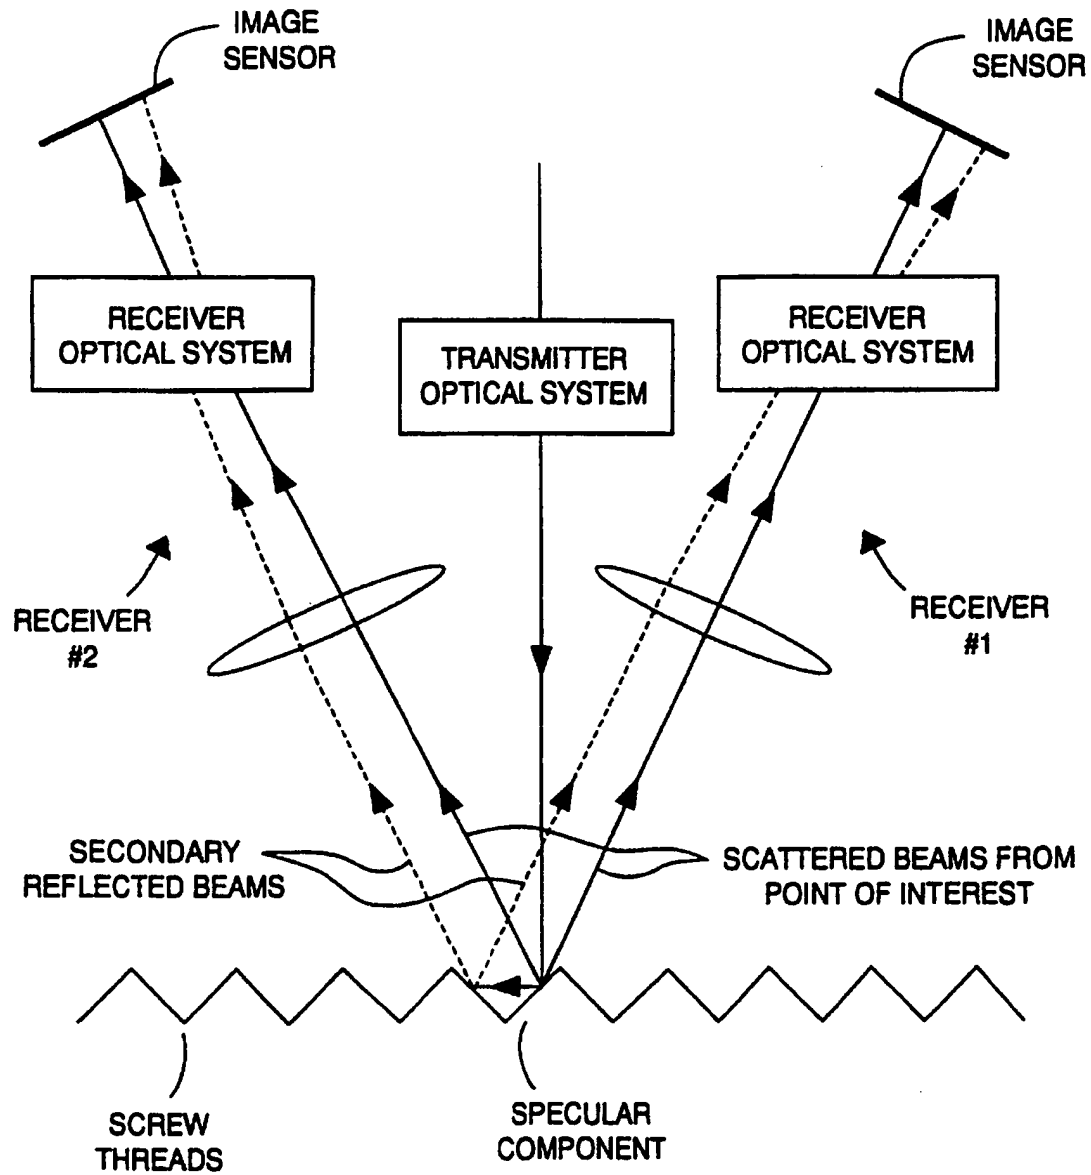 IMAGE
SENSOR
IMAGE
SENSOR
RECEIVER
OPTICAL SYSTEM
TRANSMITTER
OPTICAL SYSTEM
RECEIVER
OPTICAL SYSTEM
RECEIVER
#2
RECEIVER
#1
SECONDARY
REFLECTED BEAMS
SCATTERED BEAMS FROM
POINT OF INTEREST
SCREW
THREADS
SPECULAR
COMPONENT